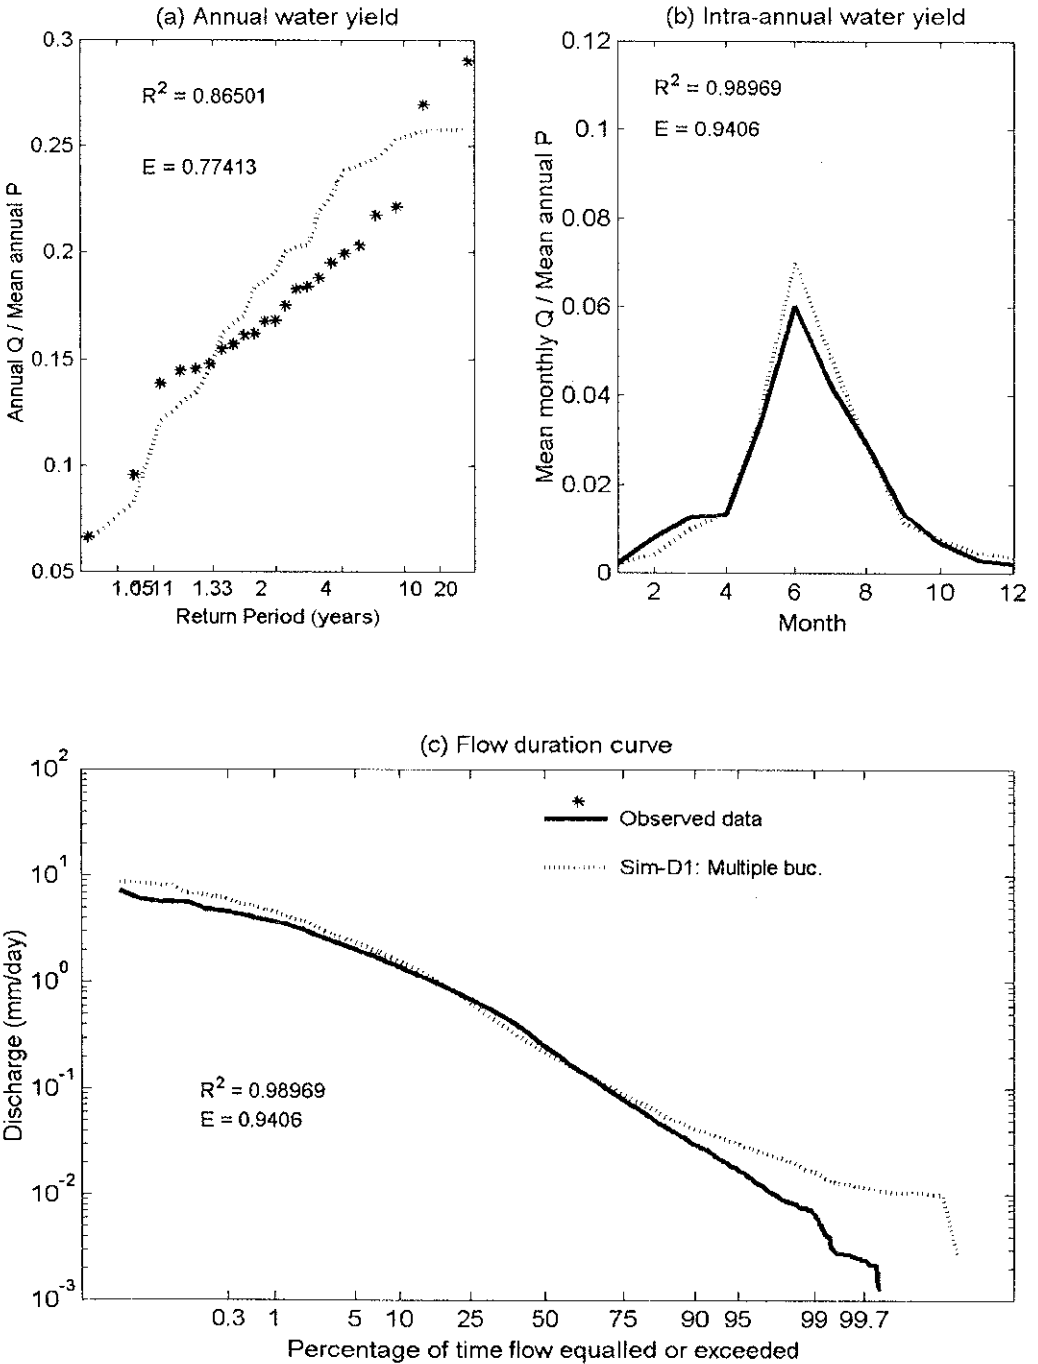 (a) Annual water yield
0.3
0.25
0.2
0.15
0.1
0.05
Annual Q / Mean annual P
R² = 0.86501
E = 0.77413
1.0511 1.33 2 4 10 20
Return Period (years)
(b) Intra-annual water yield
0.12
0.1
0.08
0.06
0.04
0.02
0
Mean monthly Q / Mean annual P
R² = 0.98969
E = 0.9406
2 4 6 8 10 12
Month
(c) Flow duration curve
10²
10¹
10⁰
10⁻¹
10⁻²
10⁻³
Discharge (mm/day)
Observed data
Sim-D1: Multiple buc.
R² = 0.98969
E = 0.9406
0.3 1 5 10 25 50 75 90 95 99 99.7
Percentage of time flow equalled or exceeded